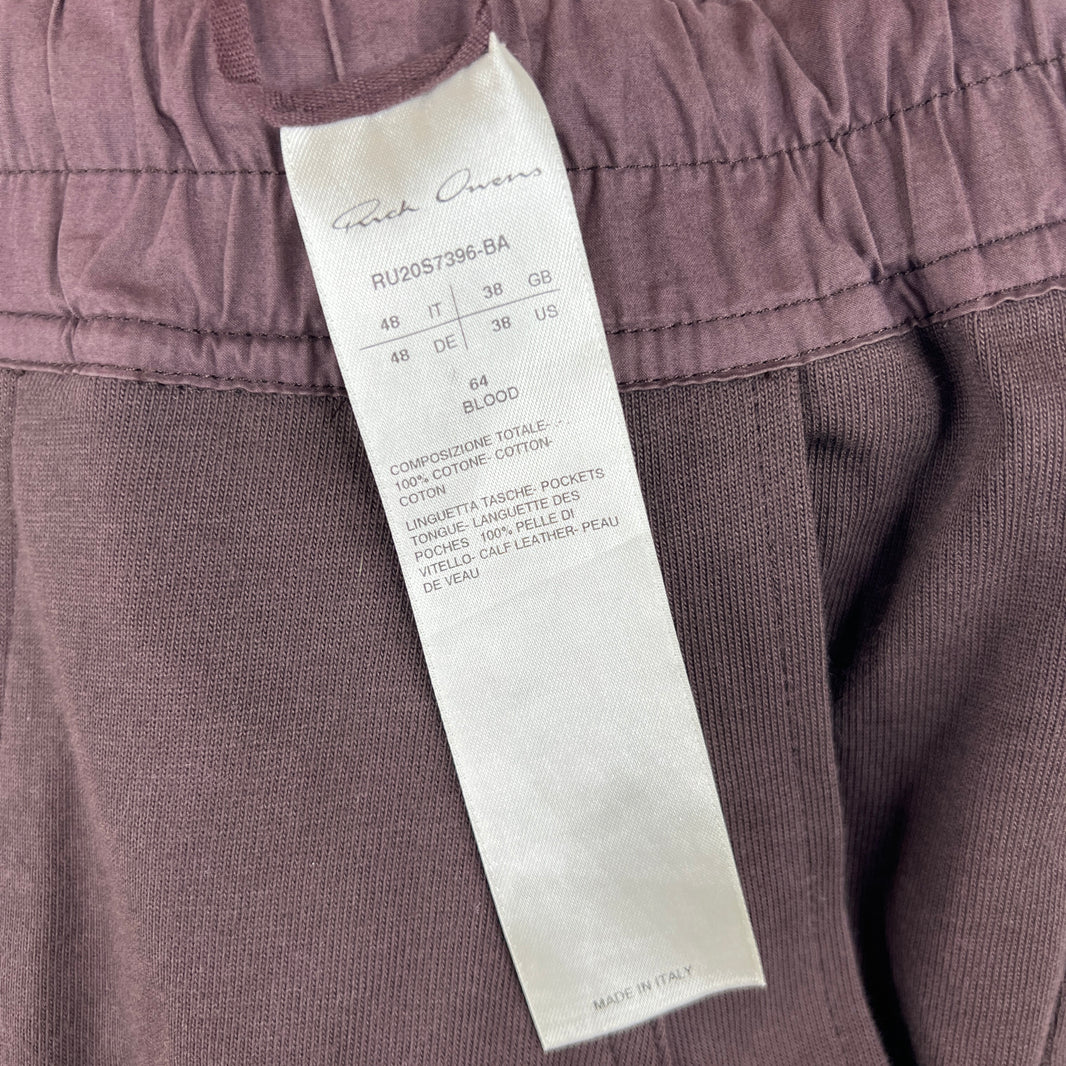 Rick Owens
RU20S7396-BA
48 IT 38 GB
48 DE 38 US
64
BLOOD
COMPOSIZIONE TOTALE- .-
100% COTONE- COTTON-
COTON
LINGUETTA TASCHE- POCKETS
TONGUE- LANGUETTE DES
POCHES 100% PELLE DI
VITELLO- CALF LEATHER- PEAU
DE VEAU
MADE IN ITALY